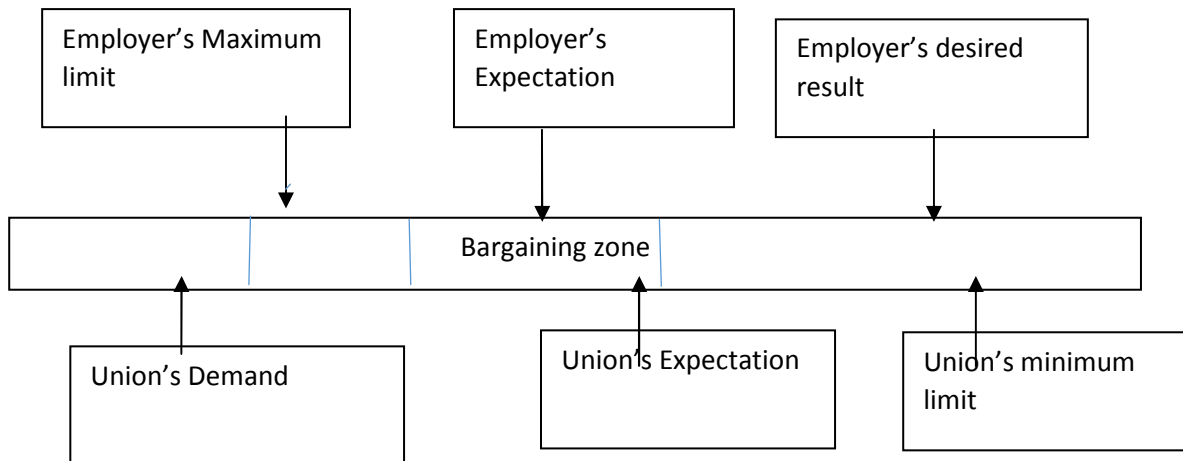 Employer’s Maximum
limit
Employer’s
Expectation
Employer’s desired
result
Bargaining zone
Union’s Demand
Union’s Expectation
Union’s minimum
limit